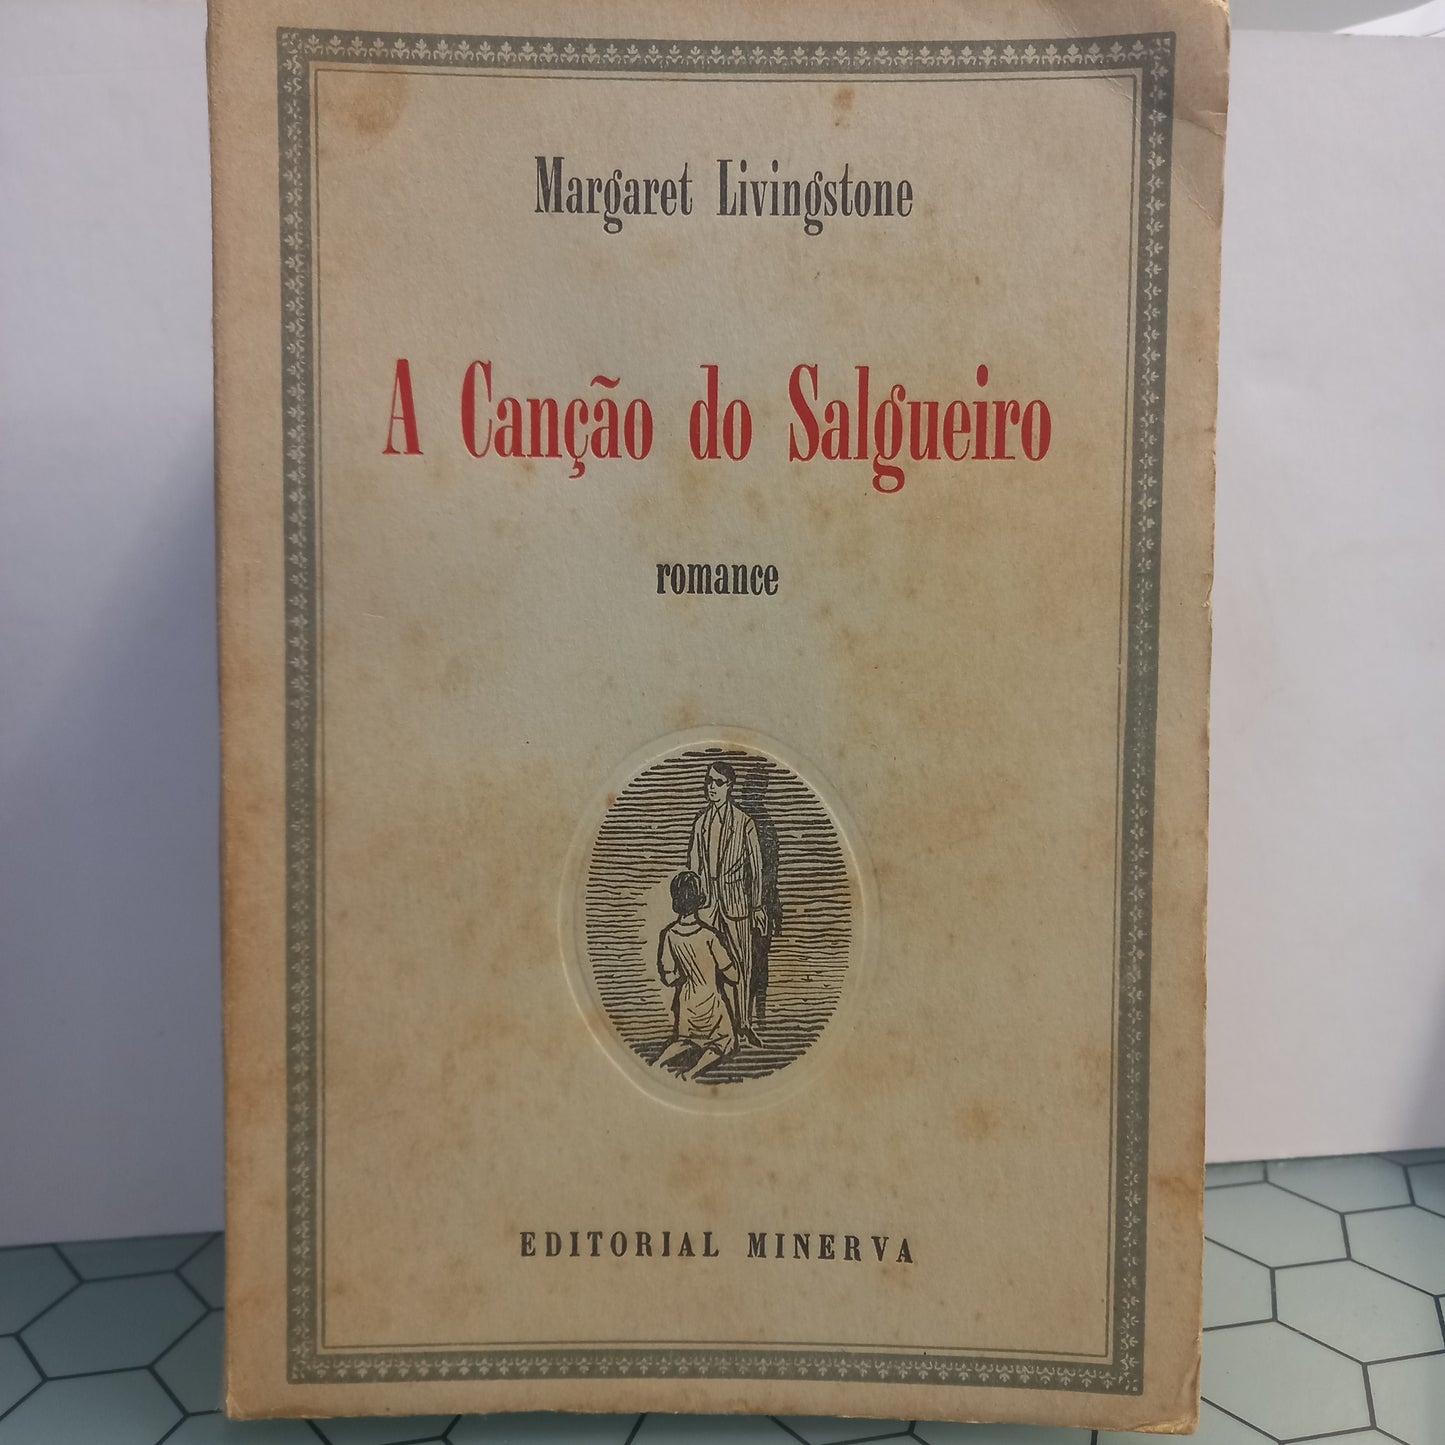 Margaret Livingstone
A Canção do Salgueiro
romance
EDITORIAL MINERVA